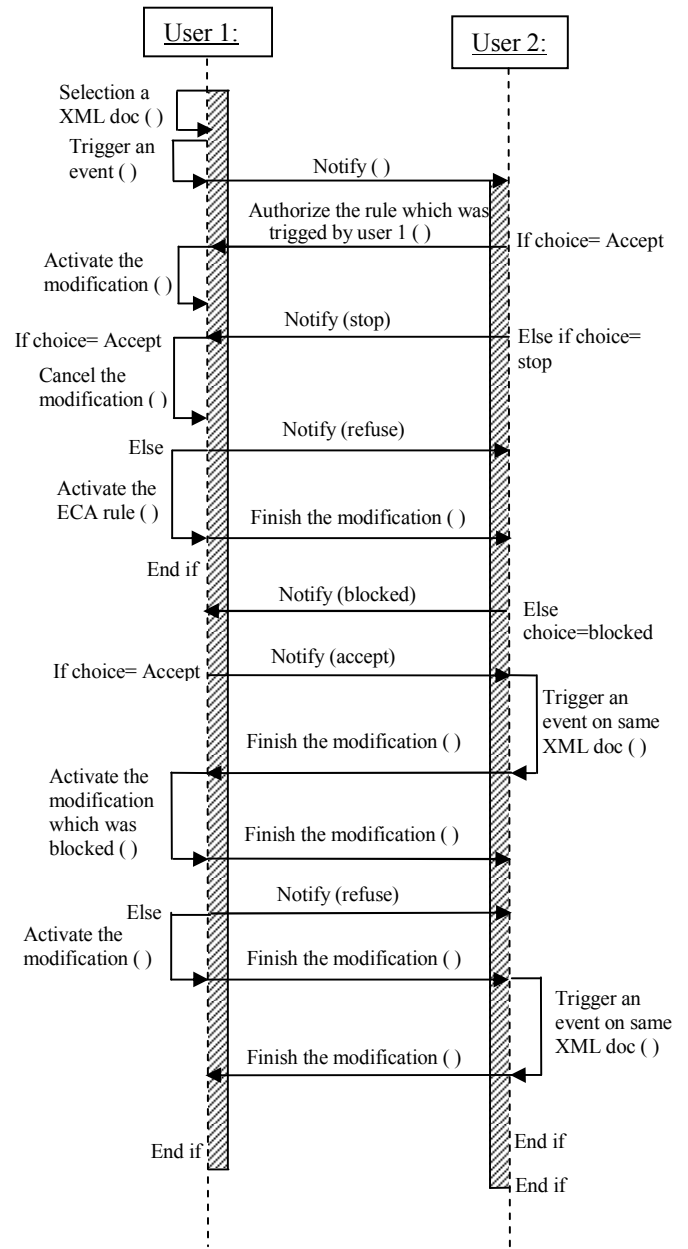 User 1:
User 2:
Selection a
XML doc ( )
Trigger an
event ( )
Notify ( )
Authorize the rule which was
trigged by user 1 ( )
If choice= Accept
Activate the
modification ( )
Notify (stop)
If choice= Accept
Else if choice=
stop
Cancel the
modification ( )
Notify (refuse)
Else
Activate the
ECA rule ( )
Finish the modification ( )
End if
Notify (blocked)
Else
choice=blocked
Notify (accept)
If choice= Accept
Trigger an
event on same
XML doc ( )
Finish the modification ( )
Activate the
modification
which was
blocked ( )
Finish the modification ( )
Notify (refuse)
Else
Activate the
modification ( )
Finish the modification ( )
Trigger an
event on same
XML doc ( )
Finish the modification ( )
End if
End if
End if